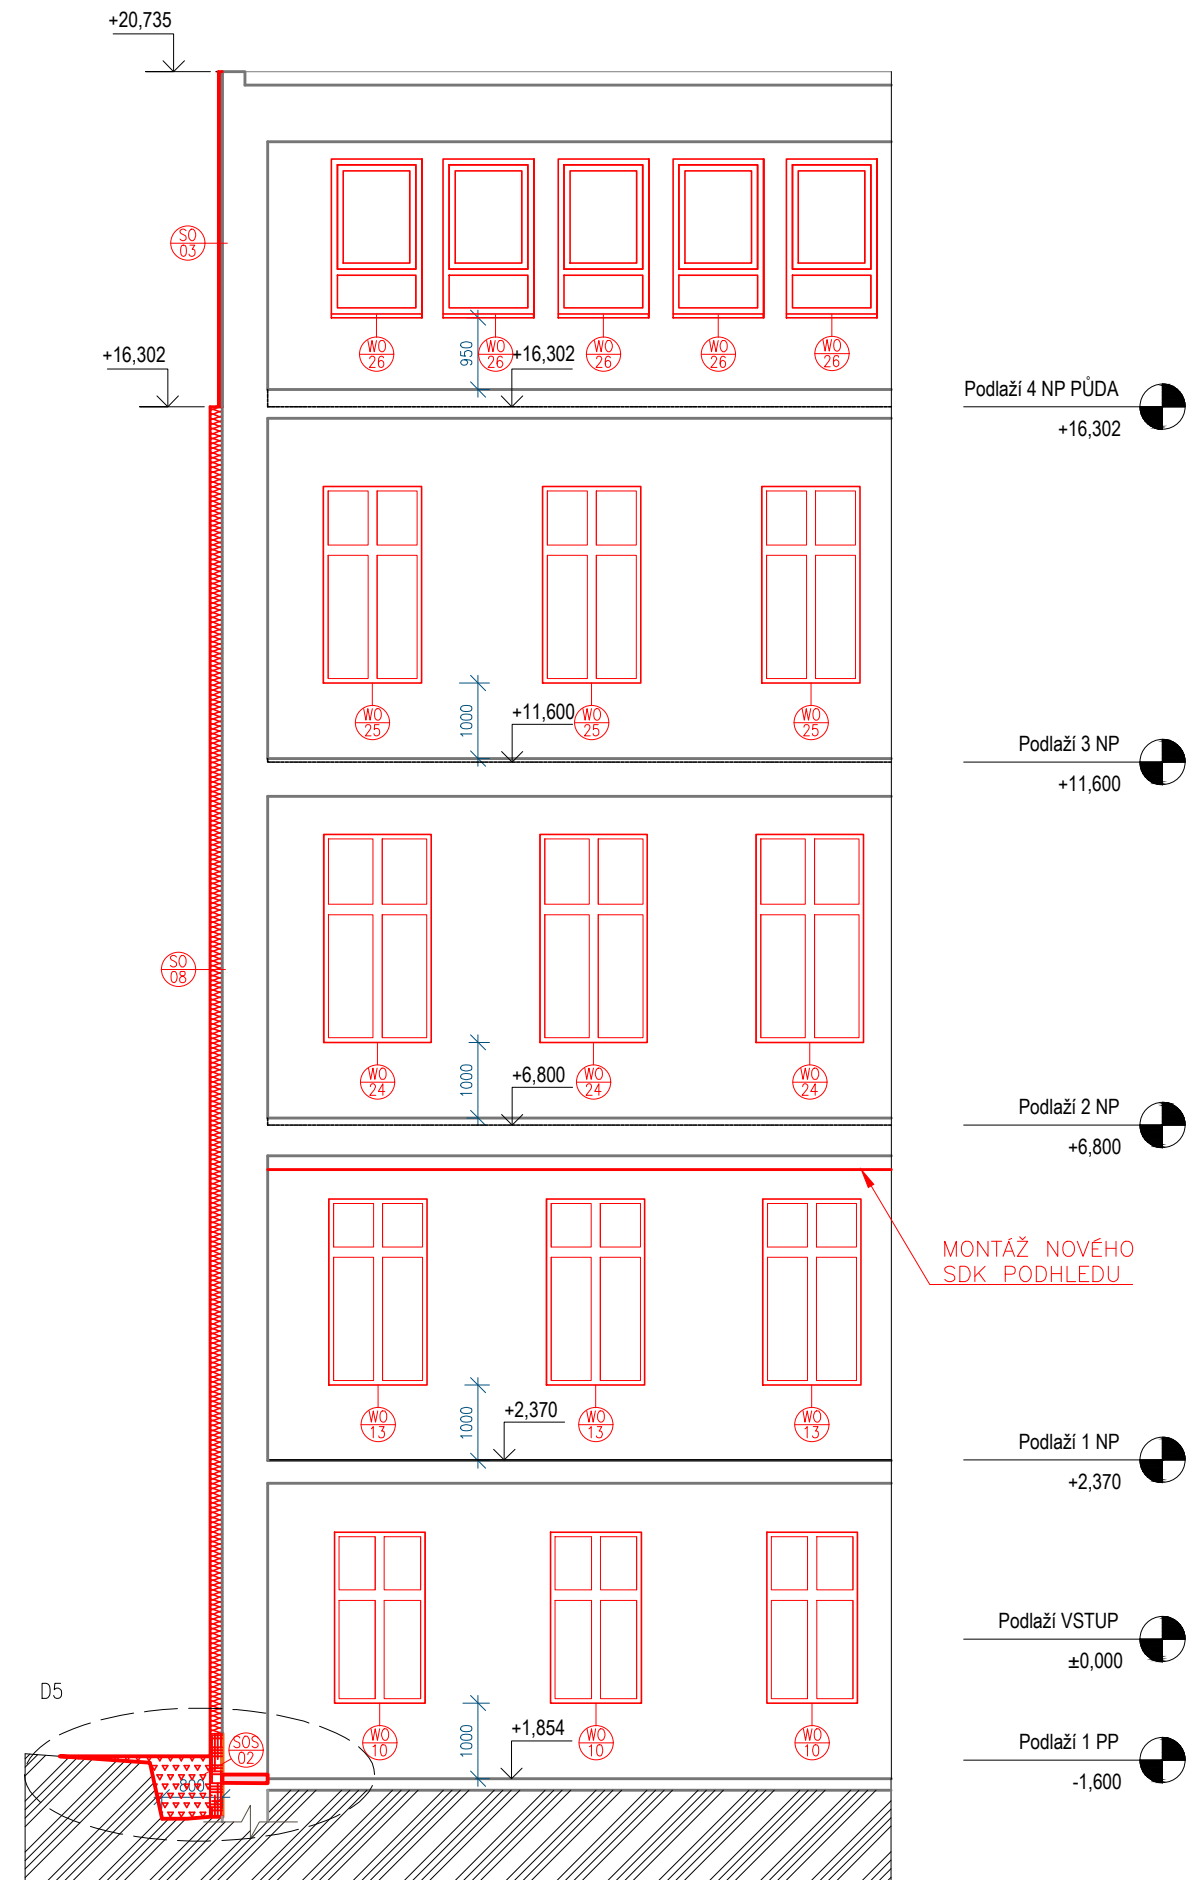 +20,735
SO
03
WO
26
WO
26
WO
26
WO
26
WO
26
950
+16,302
+16,302
Podlaží 4 NP PŮDA
+16,302
WO
25
WO
25
WO
25
1000
+11,600
Podlaží 3 NP
+11,600
SO
08
WO
24
WO
24
WO
24
1000
+6,800
Podlaží 2 NP
+6,800
MONTÁŽ NOVÉHO
SDK PODHLEDU
WO
13
WO
13
WO
13
1000
+2,370
Podlaží 1 NP
+2,370
Podlaží VSTUP
±0,000
D5
SOS
02
WO
10
WO
10
WO
10
1000
+1,854
Podlaží 1 PP
-1,600
800